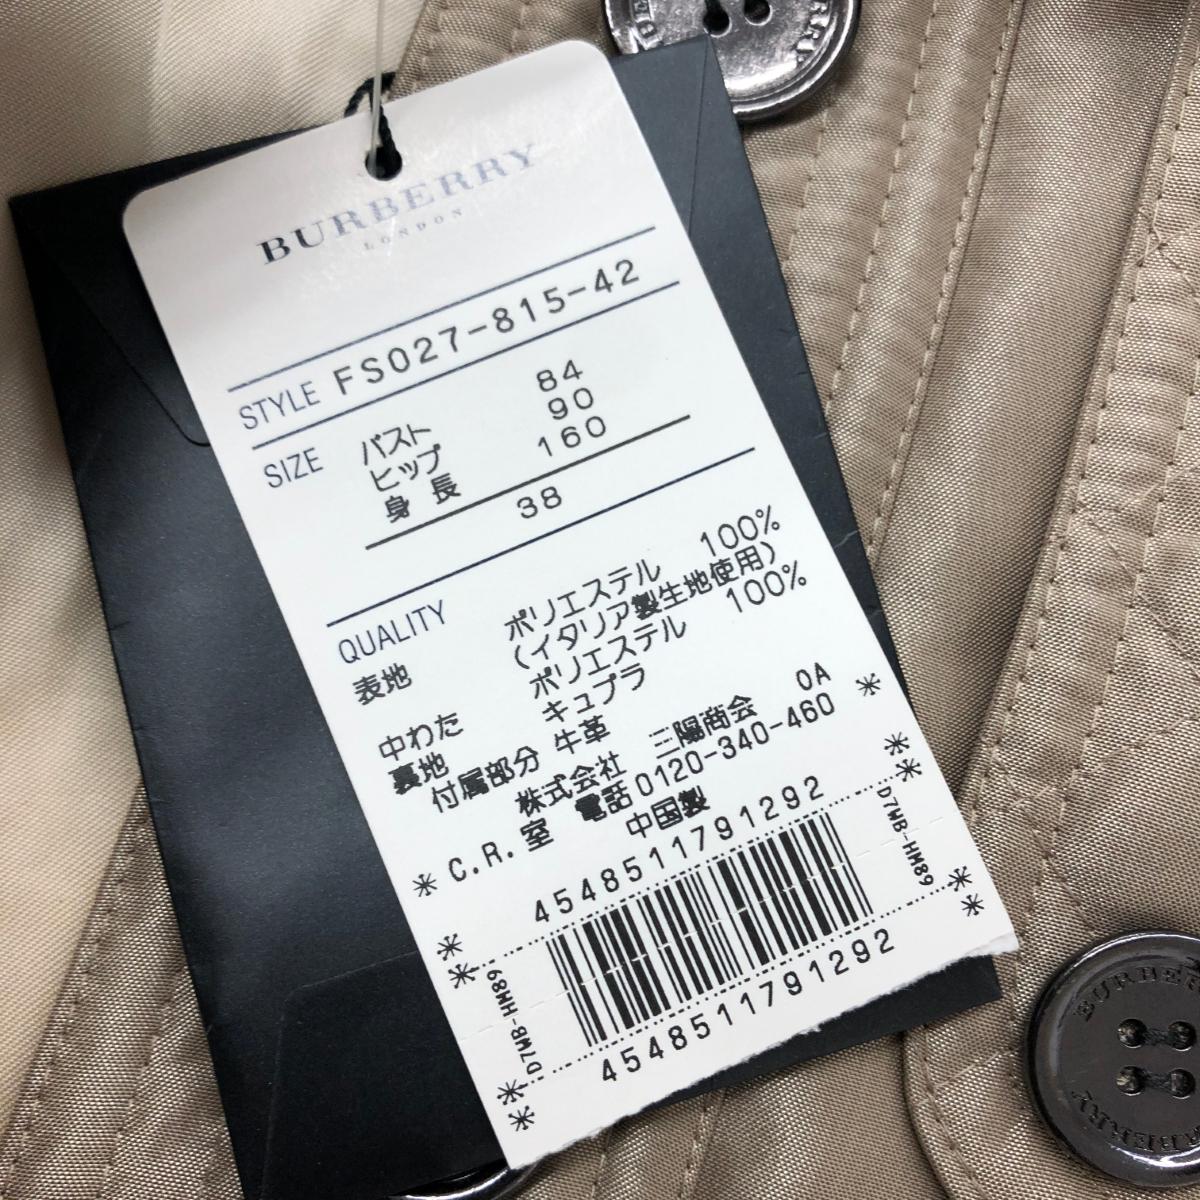 BURBERRY
LONDON
STYLE FS027-815-42
SIZE バスト 84
ヒップ 90
身長 160
38
QUALITY
表地 ポリエステル 100%
(イタリア製生地使用)
中わた ポリエステル 100%
裏地 キュプラ
付属部分 牛革
株式会社 三陽商会 0A
* C.R.室 電話 0120-340-460 *
中国製
4548511791292
D7WB-HM89
D7WB-HM89
4548511791292
BURBERRY